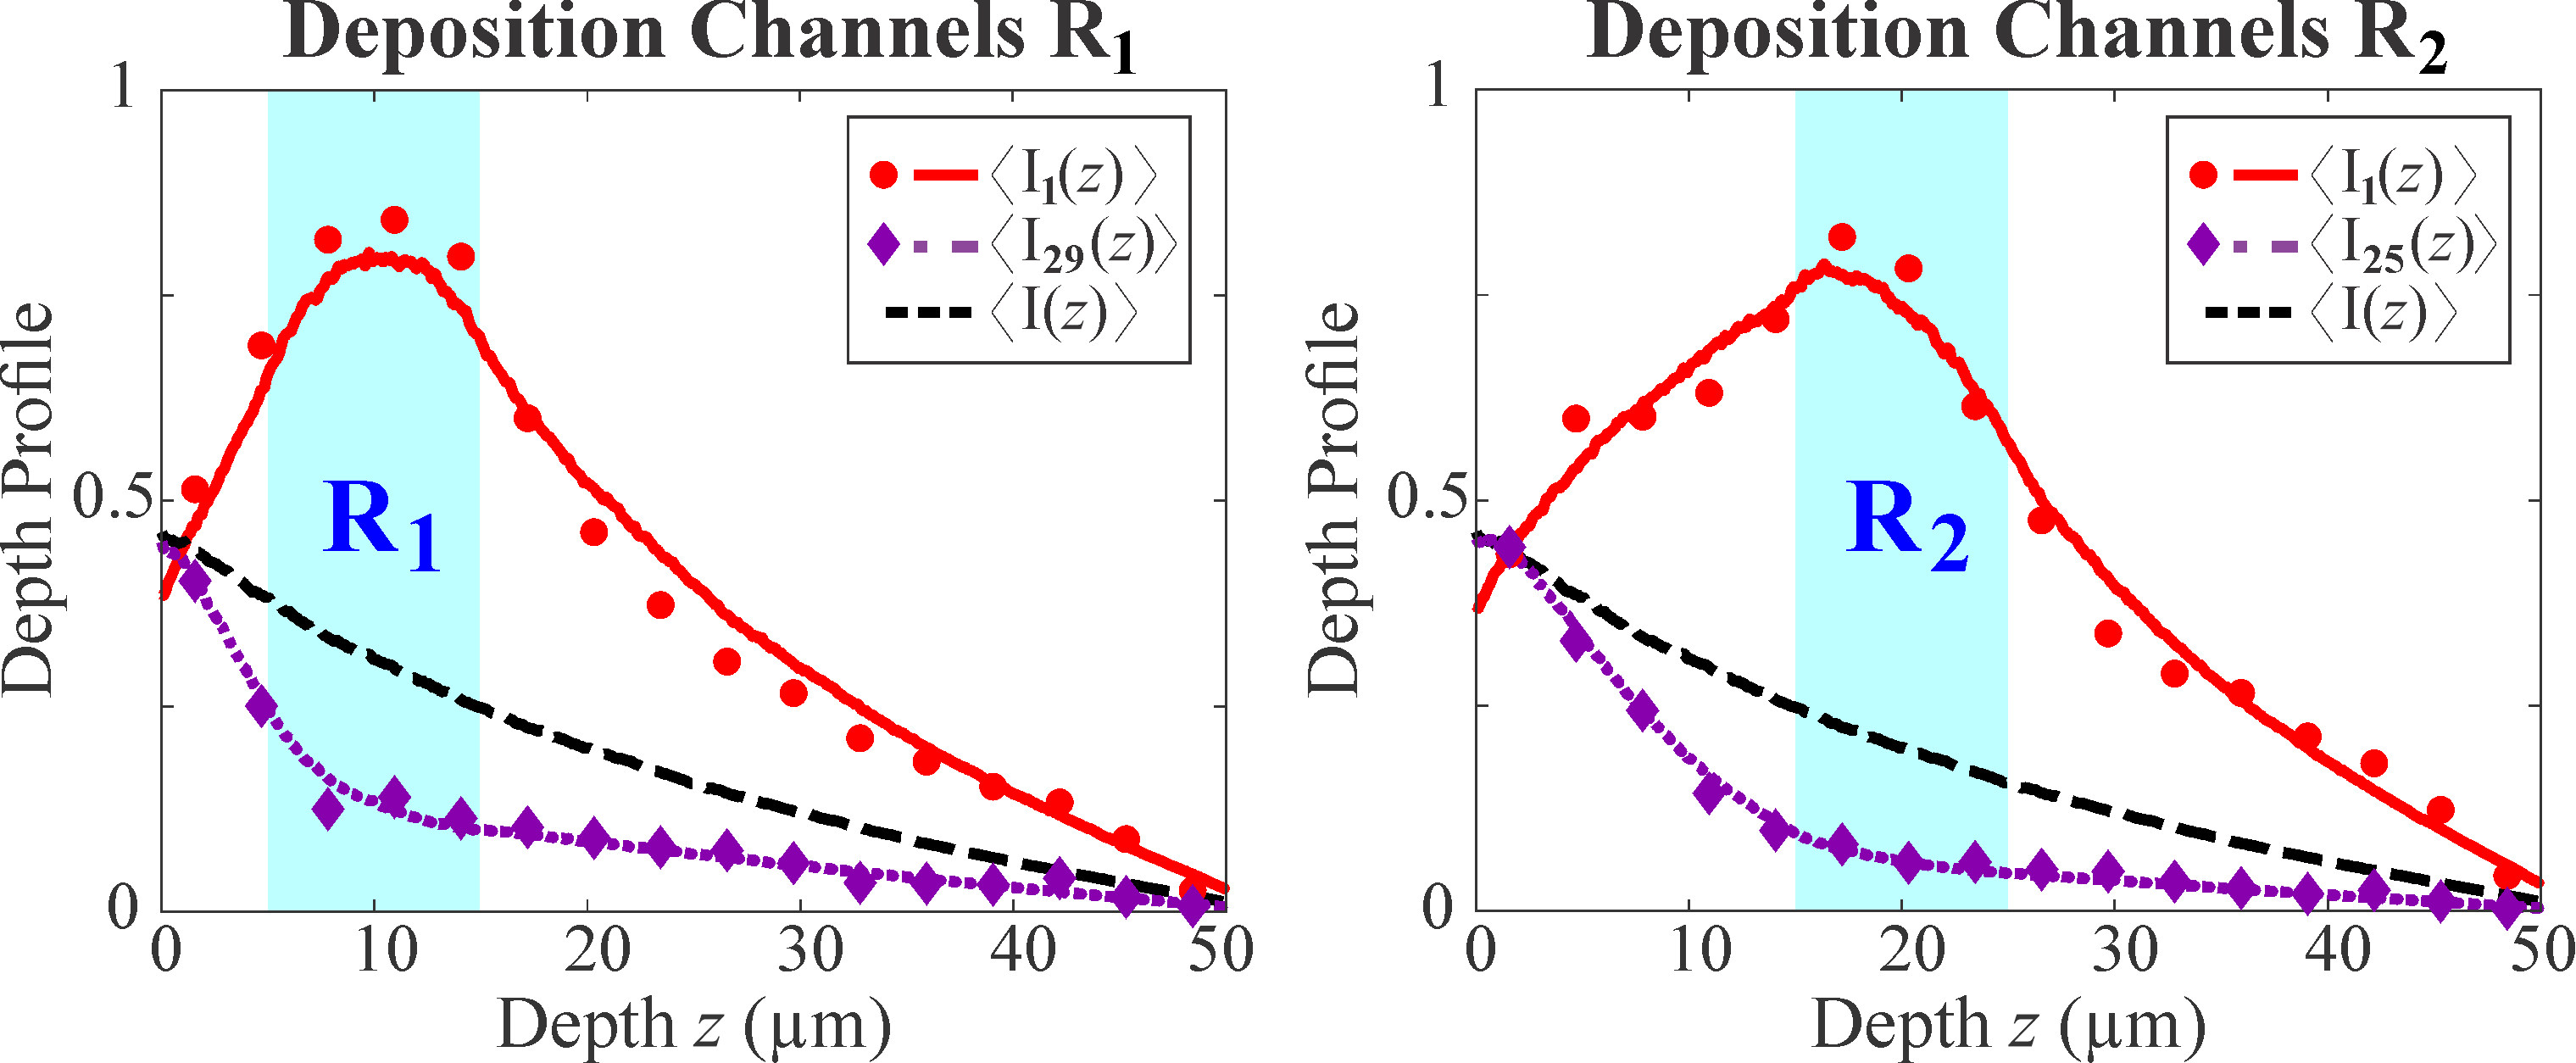 Deposition Channels R₁
Depth Profile
1
0.5
0
⟨I₁(z)⟩
⟨I₂₉(z)⟩
⟨I(z)⟩
R₁
0 10 20 30 40 50
Depth z (µm)
Deposition Channels R₂
Depth Profile
1
0.5
0
⟨I₁(z)⟩
⟨I₂₅(z)⟩
⟨I(z)⟩
R₂
0 10 20 30 40 50
Depth z (µm)